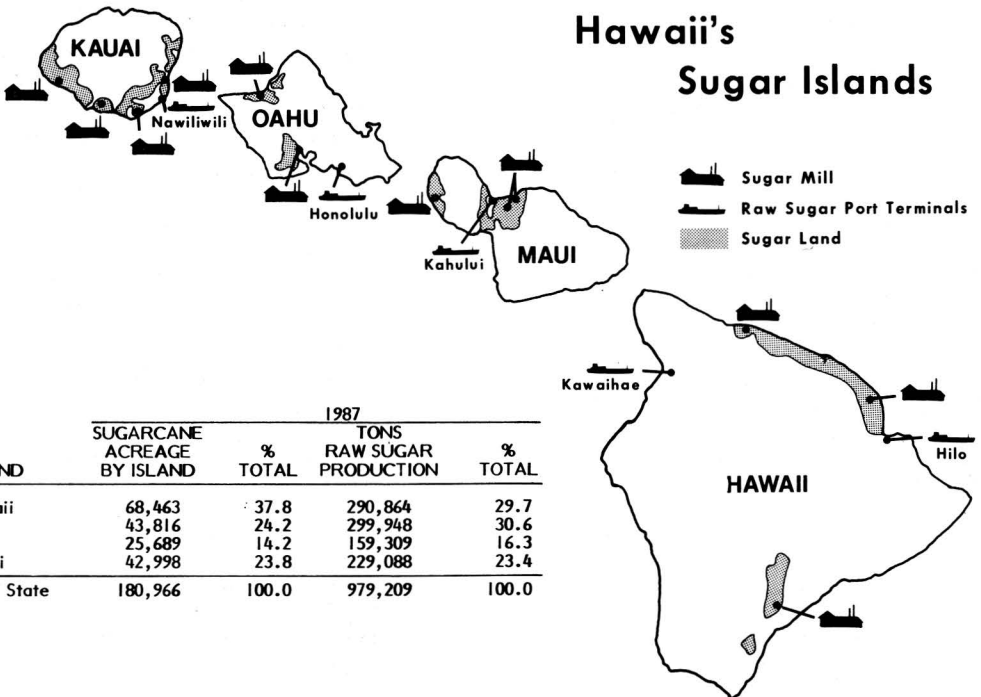 Hawaii's
Sugar Islands
KAUAI
Nawiliwili
OAHU
Honolulu
Kahului
MAUI
Sugar Mill
Raw Sugar Port Terminals
Sugar Land
Kawaihae
Hilo
HAWAII
1987
SUGARCANE TONS
ACREAGE % RAW SUGAR %
ND BY ISLAND TOTAL PRODUCTION TOTAL
ii 68,463 37.8 290,864 29.7
43,816 24.2 299,948 30.6
25,689 14.2 159,309 16.3
i 42,998 23.8 229,088 23.4
State 180,966 100.0 979,209 100.0